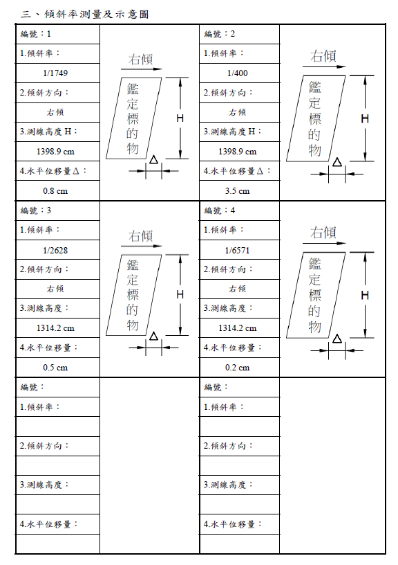 三、傾斜率測量及示意圖
編號：1
1.傾斜率：
1/1749
2.傾斜方向：
右傾
3.測線高度 H：
1398.9 cm
4.水平位移量Δ：
0.8 cm
右傾
鑑定標的物
H
Δ
編號：2
1.傾斜率：
1/400
2.傾斜方向：
右傾
3.測線高度 H：
1398.9 cm
4.水平位移量Δ：
3.5 cm
右傾
鑑定標的物
H
Δ
編號：3
1.傾斜率：
1/2628
2.傾斜方向：
右傾
3.測線高度：
1314.2 cm
4.水平位移量：
0.5 cm
右傾
鑑定標的物
H
Δ
編號：4
1.傾斜率：
1/6571
2.傾斜方向：
右傾
3.測線高度：
1314.2 cm
4.水平位移量：
0.2 cm
右傾
鑑定標的物
H
Δ
編號：
1.傾斜率：
2.傾斜方向：
3.測線高度：
4.水平位移量：
編號：
1.傾斜率：
2.傾斜方向：
3.測線高度：
4.水平位移量：